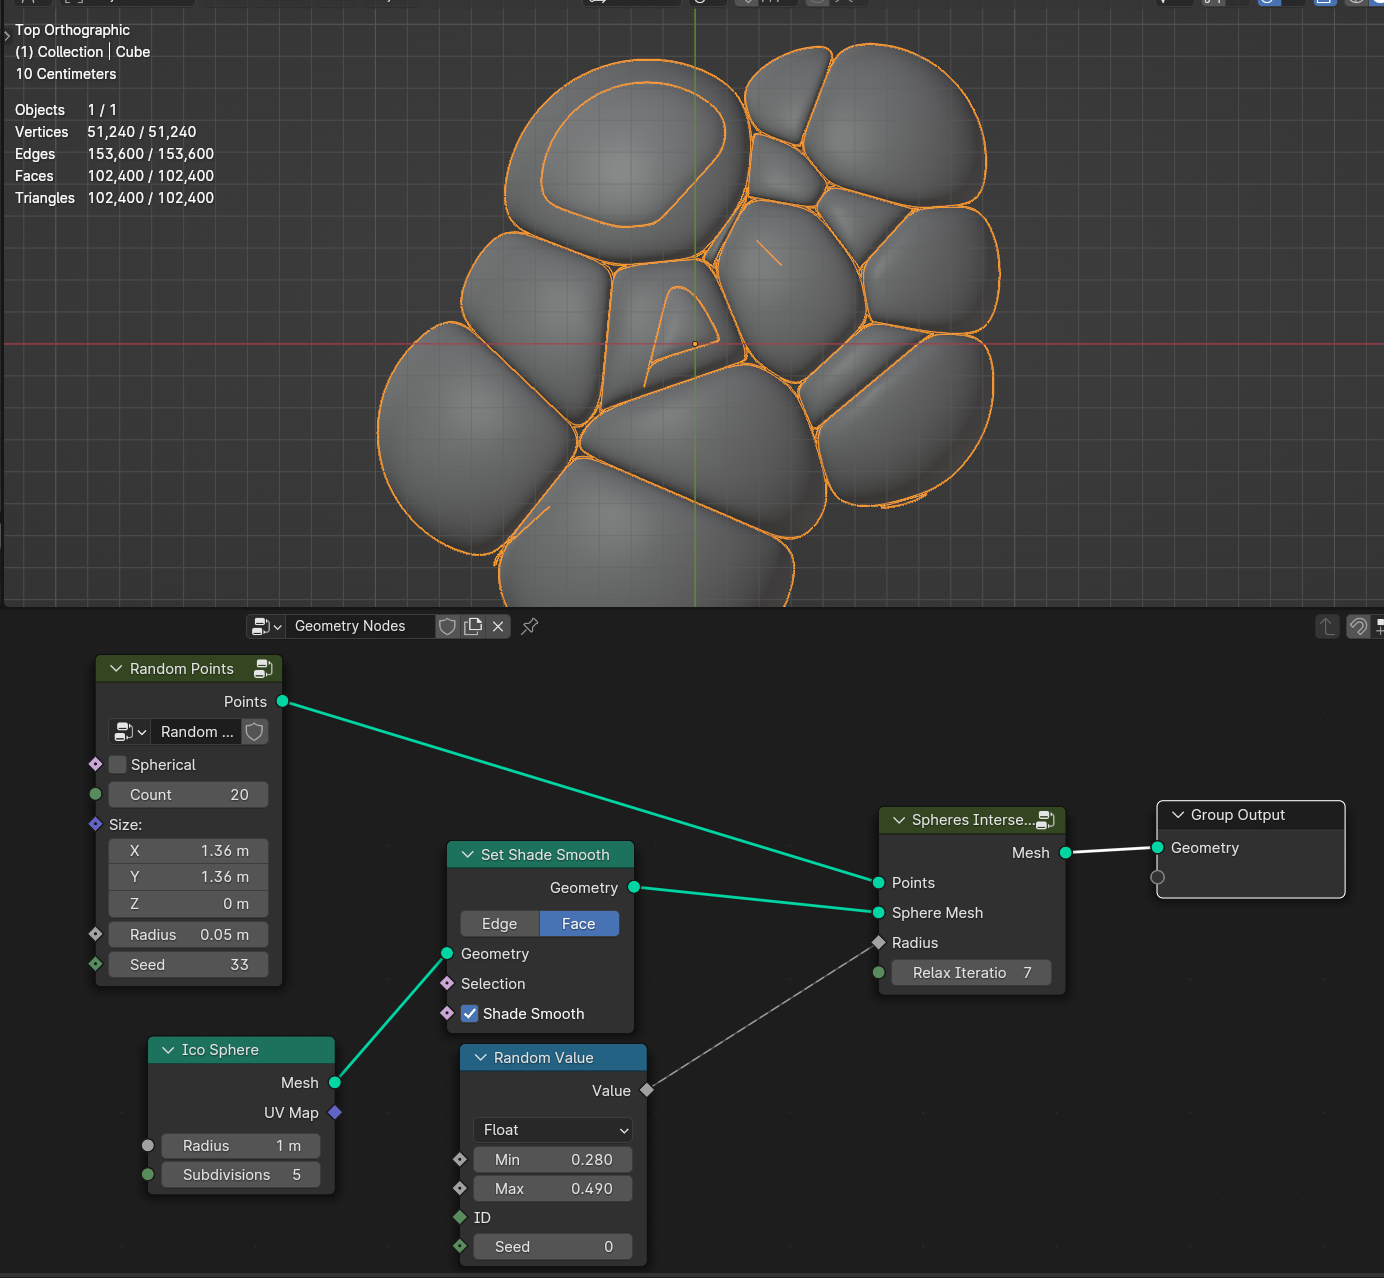 Top Orthographic
(1) Collection | Cube
10 Centimeters
Objects 1 / 1
Vertices 51,240 / 51,240
Edges 153,600 / 153,600
Faces 102,400 / 102,400
Triangles 102,400 / 102,400
Geometry Nodes
Random Points
Points
Random ...
Spherical
Count 20
Size:
X 1.36 m
Y 1.36 m
Z 0 m
Radius 0.05 m
Seed 33
Ico Sphere
Mesh
UV Map
Radius 1 m
Subdivisions 5
Set Shade Smooth
Geometry
Edge Face
Geometry
Selection
Shade Smooth
Random Value
Value
Float
Min 0.280
Max 0.490
ID
Seed 0
Spheres Interse...
Mesh
Points
Sphere Mesh
Radius
Relax Iteratio 7
Group Output
Geometry